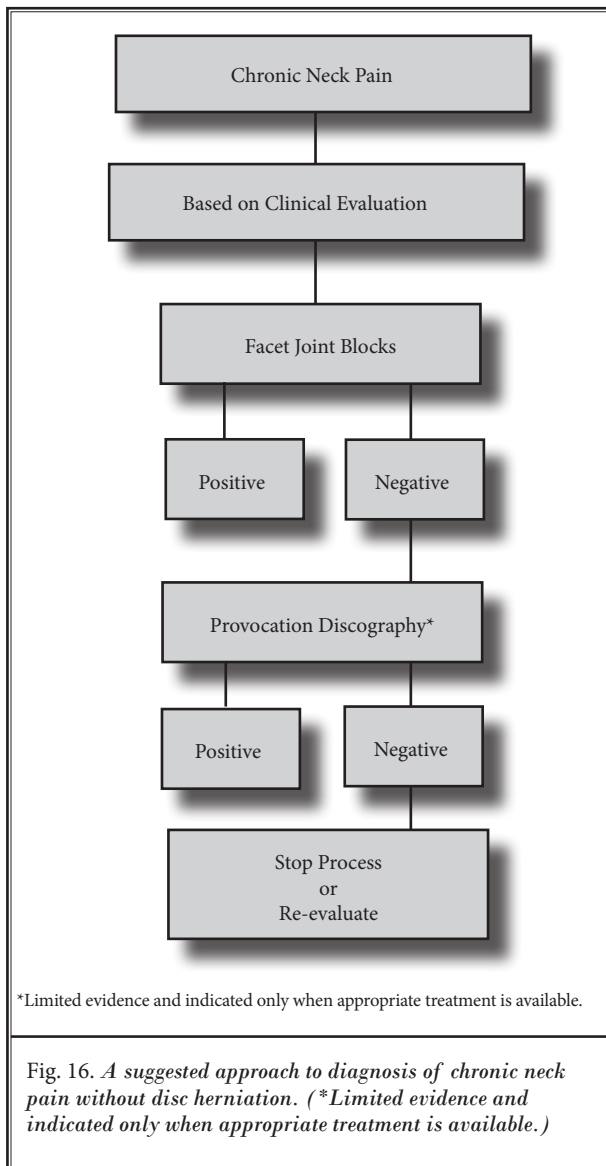 Chronic Neck Pain
Based on Clinical Evaluation
Facet Joint Blocks
Positive
Negative
Provocation Discography*
Positive
Negative
Stop Process
or
Re-evaluate
*Limited evidence and indicated only when appropriate treatment is available.
Fig. 16. A suggested approach to diagnosis of chronic neck
pain without disc herniation. (*Limited evidence and
indicated only when appropriate treatment is available.)